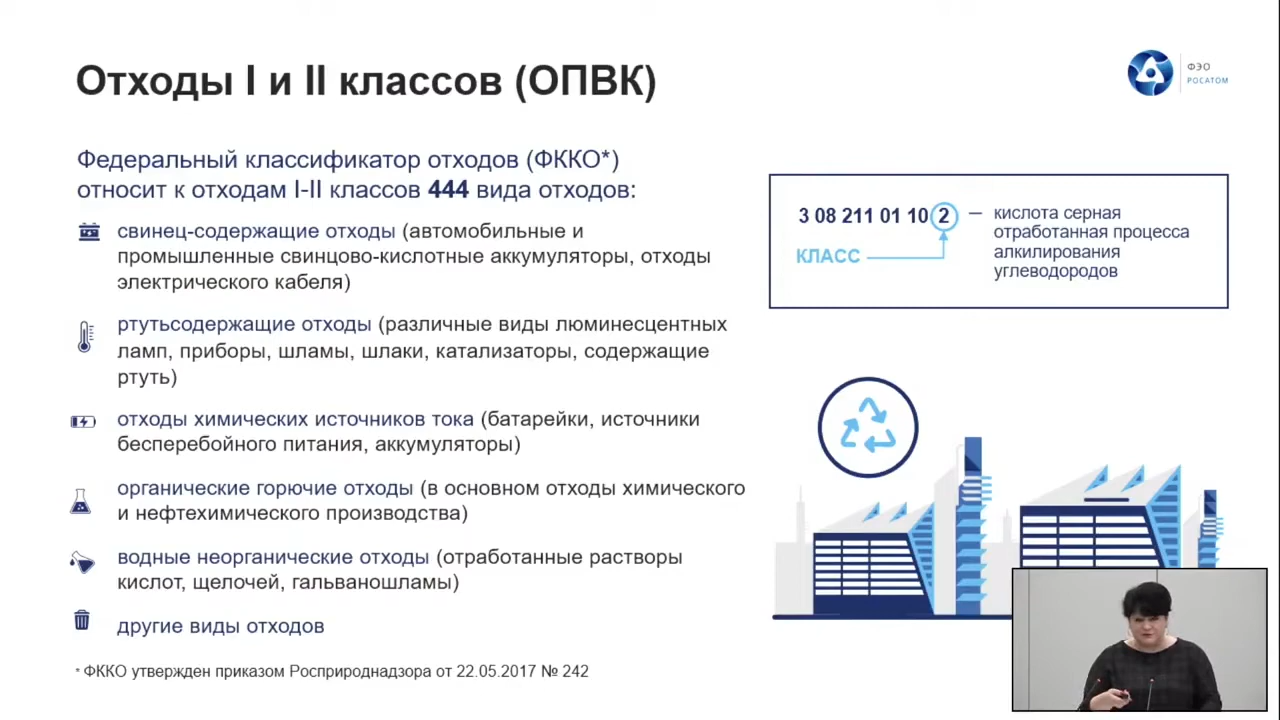 Отходы I и II классов (ОПВК)
ФЭО
РОСАТОМ
Федеральный классификатор отходов (ФККО*)
относит к отходам I-II классов 444 вида отходов:
свинец-содержащие отходы (автомобильные и
промышленные свинцово-кислотные аккумуляторы, отходы
электрического кабеля)
ртутьсодержащие отходы (различные виды люминесцентных
ламп, приборы, шламы, шлаки, катализаторы, содержащие
ртуть)
отходы химических источников тока (батарейки, источники
бесперебойного питания, аккумуляторы)
органические горючие отходы (в основном отходы химического
и нефтехимического производства)
водные неорганические отходы (отработанные растворы
кислот, щелочей, гальваношламы)
другие виды отходов
* ФККО утвержден приказом Росприроднадзора от 22.05.2017 № 242
3 08 211 01 10 2 — кислота серная
отработанная процесса
алкилирования
углеводородов
КЛАСС